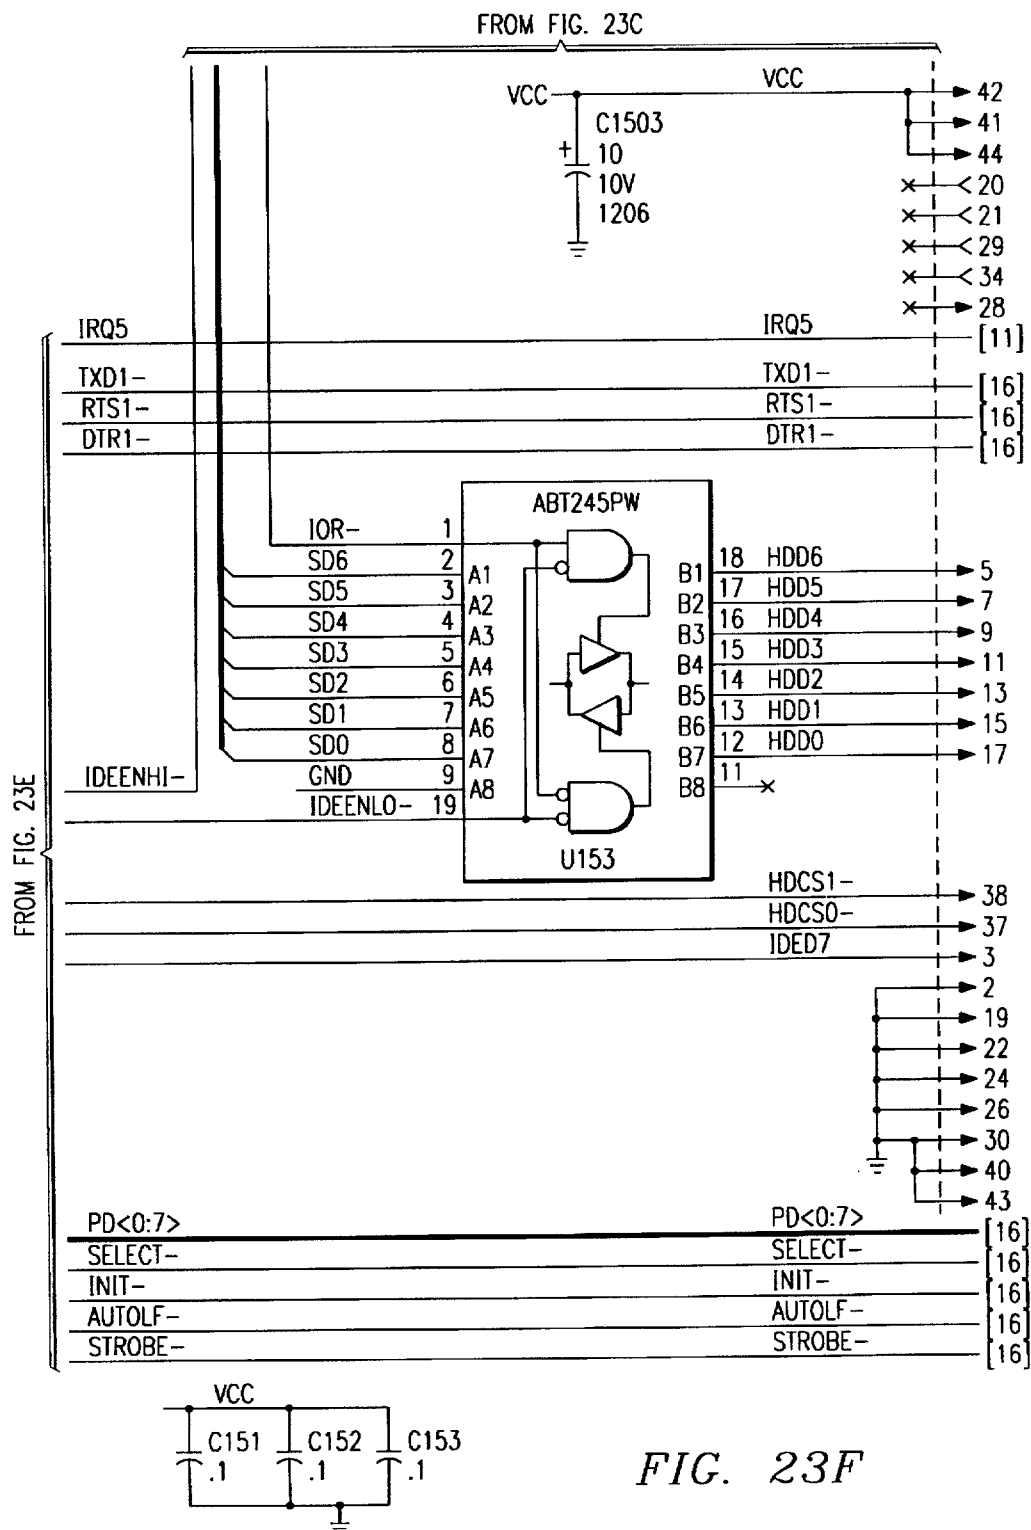 FROM FIG. 23C
VCC
VCC
42
C1503
41
+ 10
44
10V
20
1206
21
29
34
28
IRQ5
IRQ5
[11]
TXD1-
TXD1-
[16]
RTS1-
RTS1-
[16]
DTR1-
DTR1-
[16]
ABT245PW
IOR- 1
SD6 2
A1
B1
18 HDD6
5
SD5 3
A2
B2
17 HDD5
7
SD4 4
A3
B3
16 HDD4
9
SD3 5
A4
B4
15 HDD3
11
SD2 6
A5
B5
14 HDD2
13
SD1 7
A6
B6
13 HDD1
15
SD0 8
A7
B7
12 HDD0
17
IDEENHI-
GND 9
A8
B8
11
IDEENLO- 19
U153
FROM FIG. 23E
HDCS1-
38
HDCS0-
37
IDED7
3
2
19
22
24
26
30
40
43
PD<0:7>
PD<0:7>
[16]
SELECT-
SELECT-
[16]
INIT-
INIT-
[16]
AUTOLF-
AUTOLF-
[16]
STROBE-
STROBE-
[16]
VCC
C151
.1
C152
.1
C153
.1
FIG. 23F